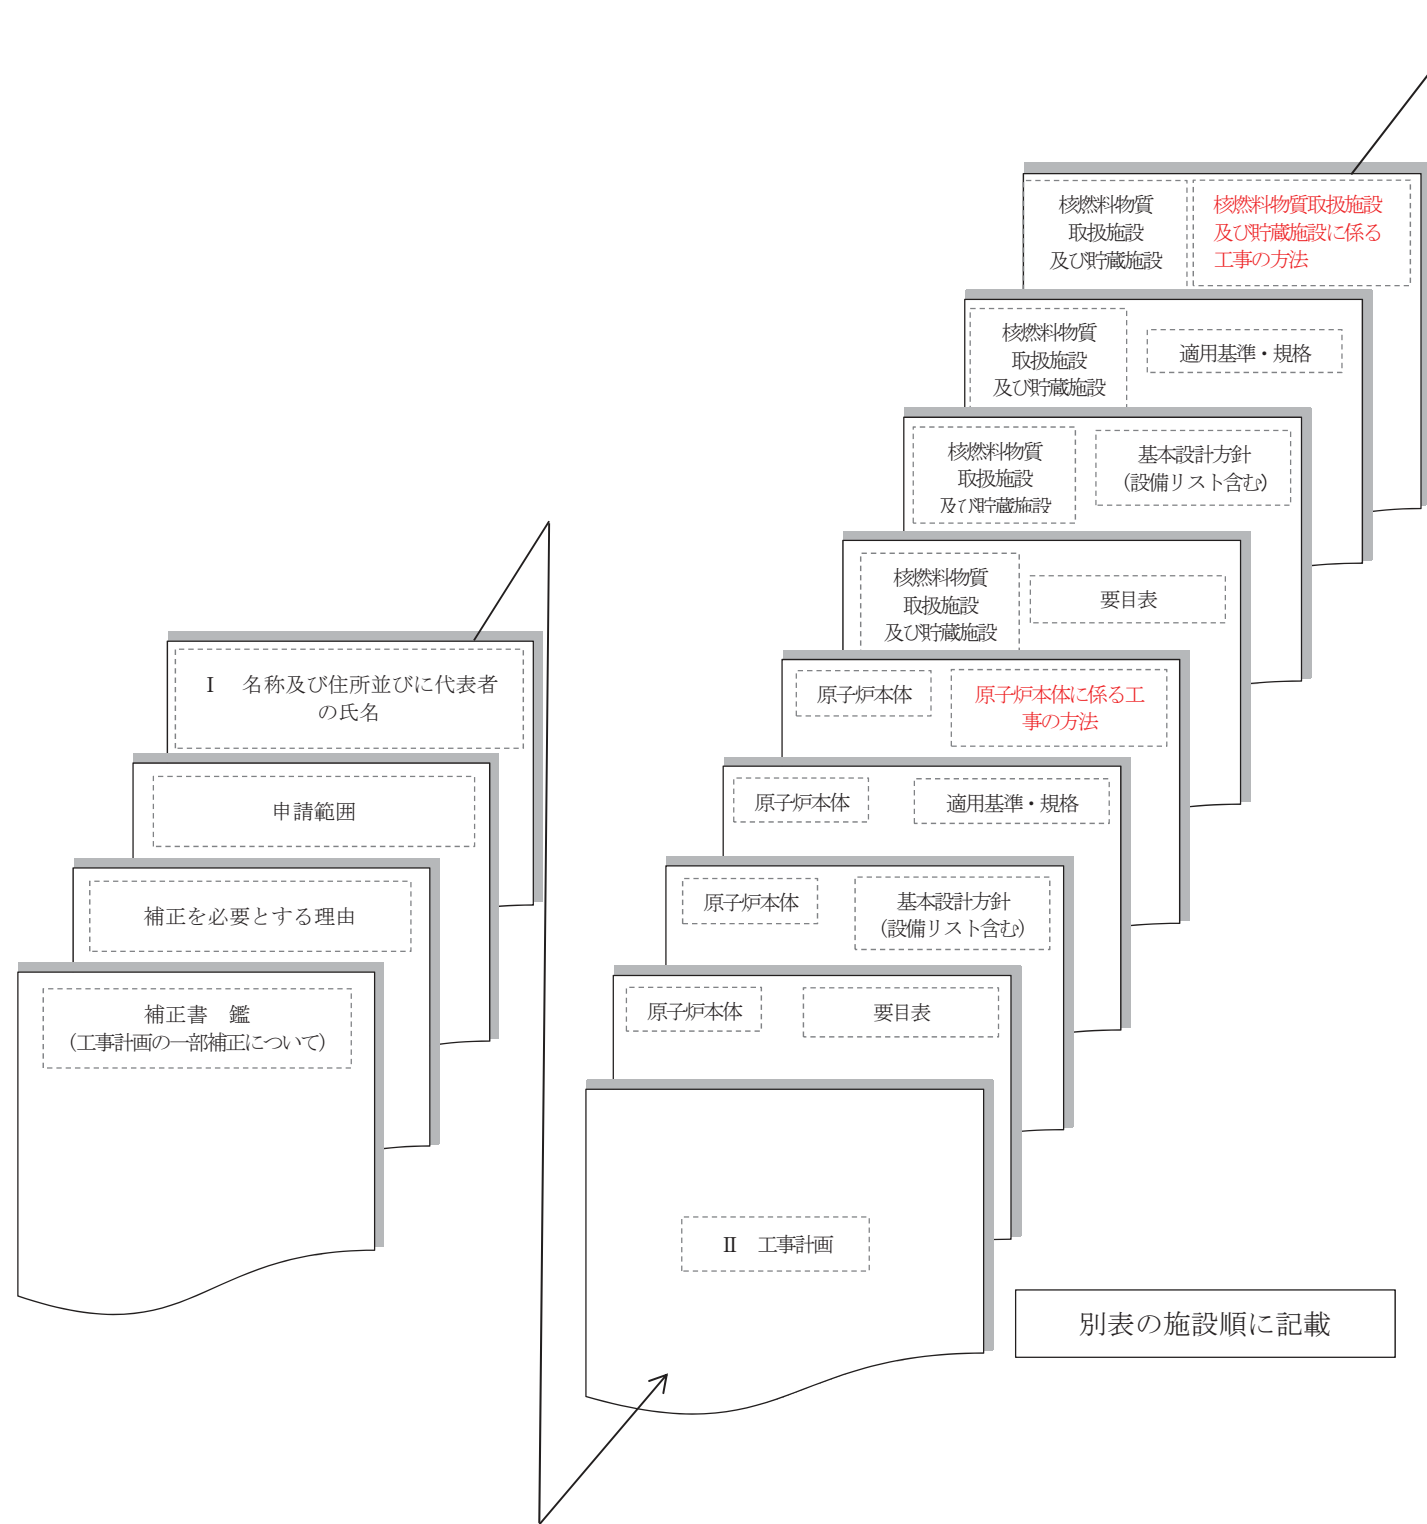 補正書　鑑
（工事計画の一部補正について）
補正を必要とする理由
申請範囲
Ⅰ　名称及び住所並びに代表者
の氏名
Ⅱ　工事計画
原子炉本体
要目表
原子炉本体
基本設計方針
（設備リスト含む）
原子炉本体
適用基準・規格
原子炉本体
原子炉本体に係る工
事の方法
核燃料物質
取扱施設
及び貯蔵施設
要目表
核燃料物質
取扱施設
及び貯蔵施設
基本設計方針
（設備リスト含む）
核燃料物質
取扱施設
及び貯蔵施設
適用基準・規格
核燃料物質
取扱施設
及び貯蔵施設
核燃料物質取扱施設
及び貯蔵施設に係る
工事の方法
別表の施設順に記載